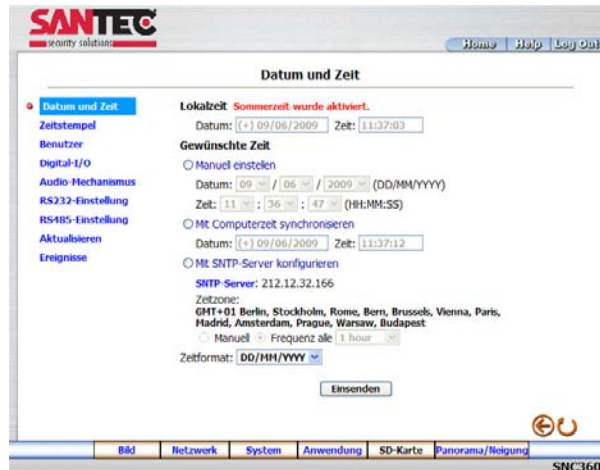 SANTEC
security solutions
Home Help Log Out
Datum und Zeit
Datum und Zeit
Zeitstempel
Benutzer
Digital-I/O
Audio-Mechanismus
RS232-Einstellung
RS485-Einstellung
Aktualisieren
Ereignisse
Lokalzeit Sommerzeit wurde aktiviert.
Datum: (+) 09/06/2009 Zeit: 11:37:03
Gewünschte Zeit
Manuel einstelen
Datum: 09 / 06 / 2009 (DD/MM/YYYY)
Zeit: 11 : 36 : 47 (HH:MM:SS)
Mit Computerzeit synchronisieren
Datum: (+) 09/06/2009 Zeit: 11:37:12
Mit SNTP-Server konfigurieren
SNTP-Server: 212.12.32.166
Zeitzone:
GMT+01 Berlin, Stockholm, Rome, Bern, Brussels, Vienna, Paris,
Madrid, Amsterdam, Prague, Warsaw, Budapest
Manuell Frequenz alle 1 hour
Zeitformat: DD/MM/YYYY
Einsenden
Bild Netzwerk System Anwendung SD-Karte Panorama/Neigung
SNC360